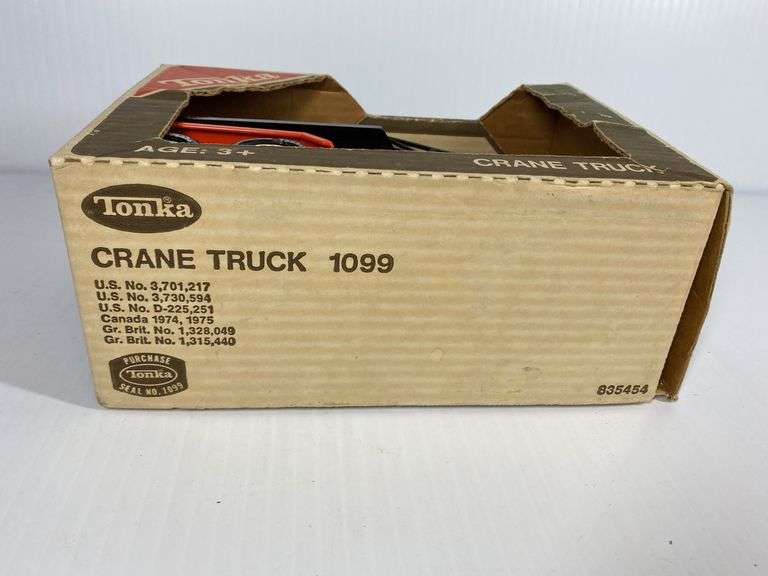 Tonka
AGE: 3+
CRANE TRUCK
Tonka®
CRANE TRUCK 1099
U.S. No. 3,701,217
U.S. No. 3,730,594
U.S. No. D-225,251
Canada 1974, 1975
Gr. Brit. No. 1,328,049
Gr. Brit. No. 1,315,440
PURCHASE
Tonka
SEAL NO. 1099
835454